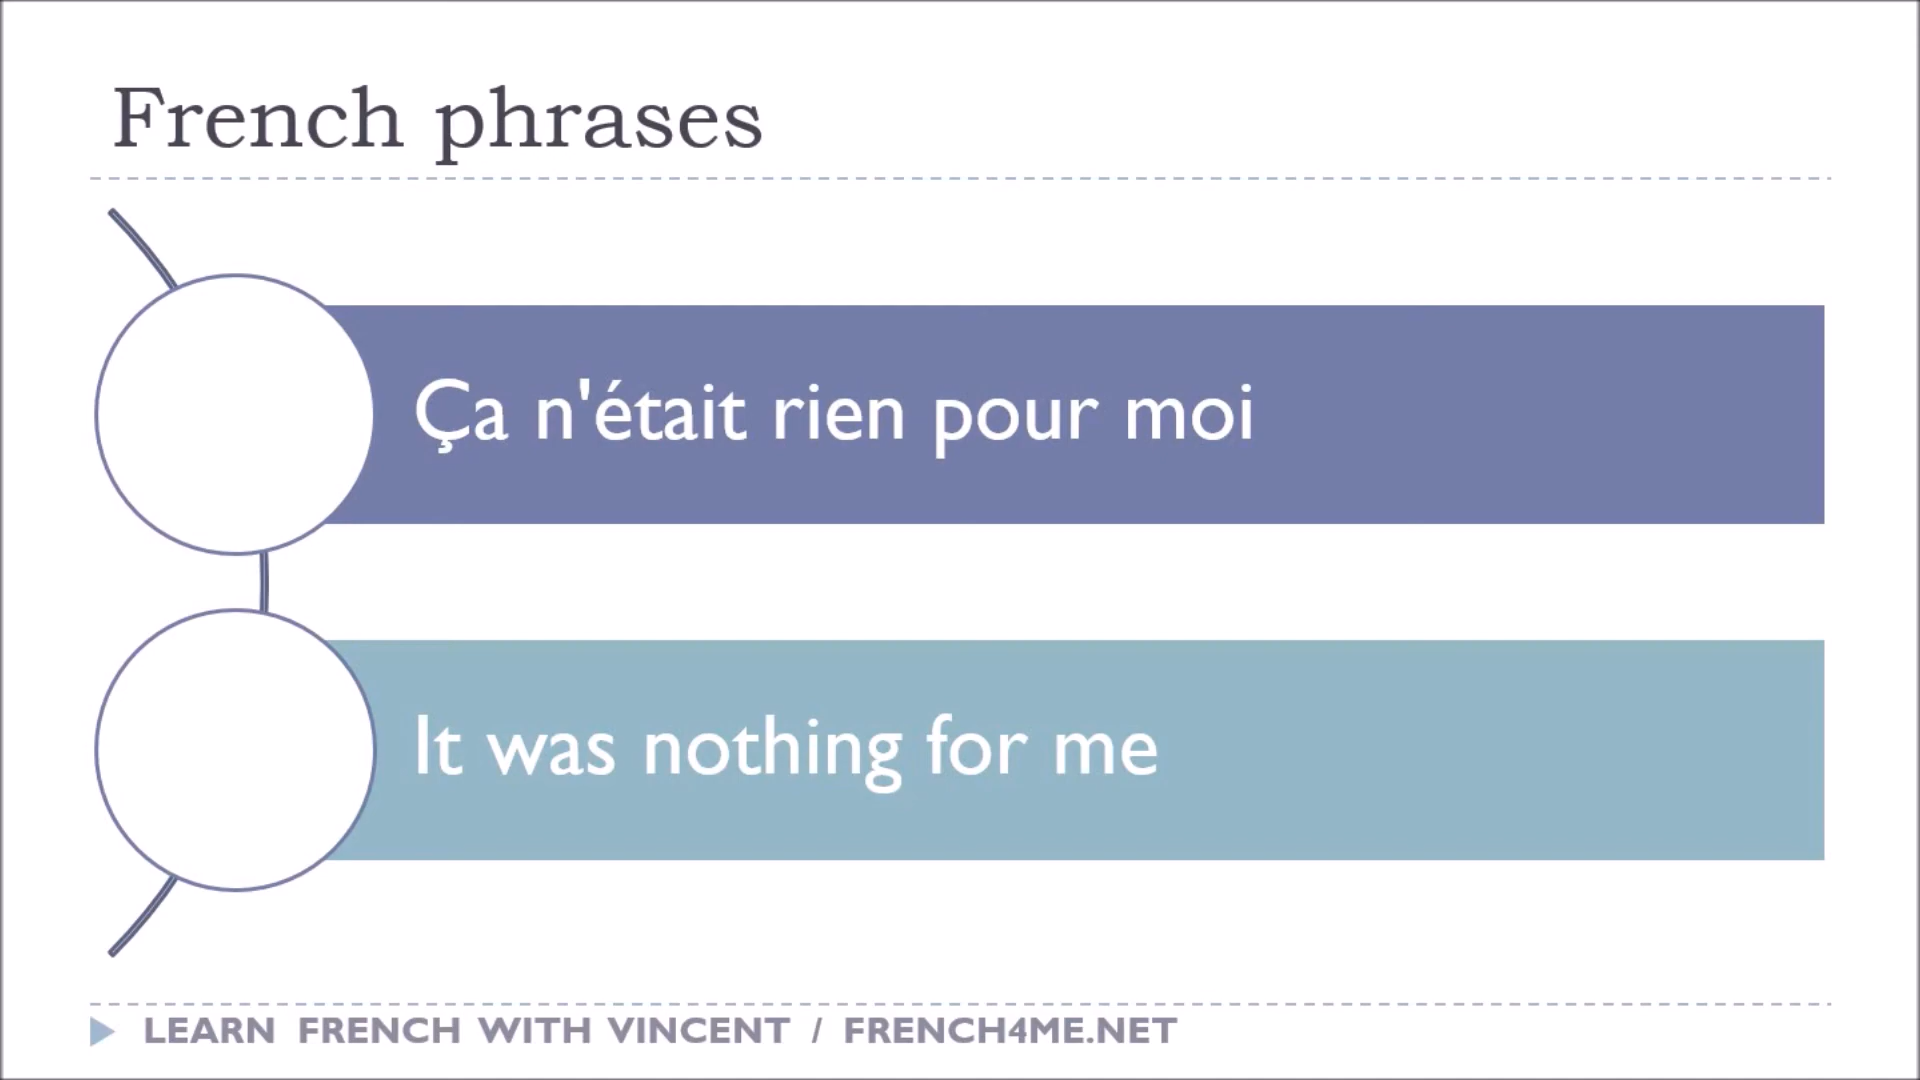 French phrases
Ça n'était rien pour moi
It was nothing for me
LEARN FRENCH WITH VINCENT / FRENCH4ME.NET